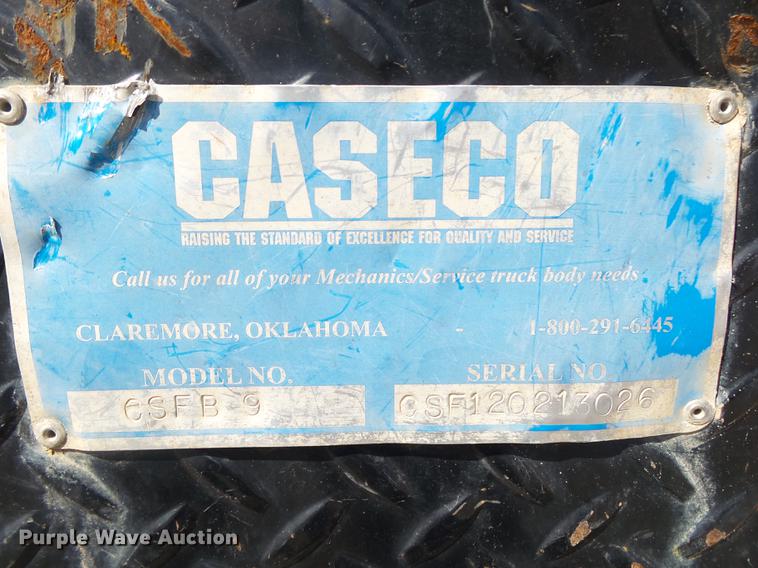 CASECO
RAISING THE STANDARD OF EXCELLENCE FOR QUALITY AND SERVICE
Call us for all of your Mechanics/Service truck body needs
CLAREMORE, OKLAHOMA - 1-800-291-6445
MODEL NO. SERIAL NO.
CSFB 9 CSF120213026
Purple Wave Auction